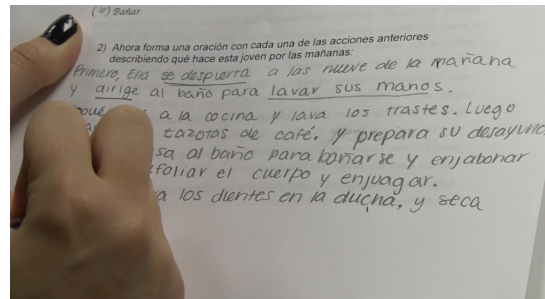 (*) Bañar
2) Ahora forma una oración con cada una de las acciones anteriores
describiendo qué hace esta joven por las mañanas:
Primero, Ella se despierta a las nueve de la mañana
y dirige al baño para lavar sus manos.
a la cocina y lava los trastes. Luego
tazotas de café, y prepara su desayuno
sa al baño para bañarse y enjabonar
foliar el cuerpo y enjuagar.
a los dientes en la ducha, y seca